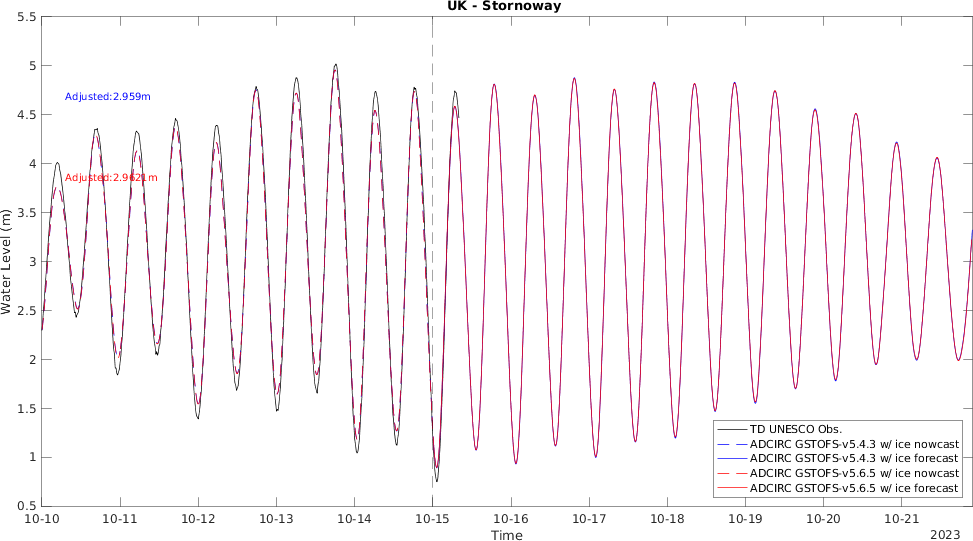 UK - Stornoway
5.5
5
4.5
4
3.5
3
2.5
2
1.5
1
0.5
Water Level (m)
Adjusted:2.959m
Adjusted:2.9621m
TD UNESCO Obs.
ADCIRC GSTOFS-v5.4.3 w/ ice nowcast
ADCIRC GSTOFS-v5.4.3 w/ ice forecast
ADCIRC GSTOFS-v5.6.5 w/ ice nowcast
ADCIRC GSTOFS-v5.6.5 w/ ice forecast
10-10 10-11 10-12 10-13 10-14 10-15 10-16 10-17 10-18 10-19 10-20 10-21
Time
2023